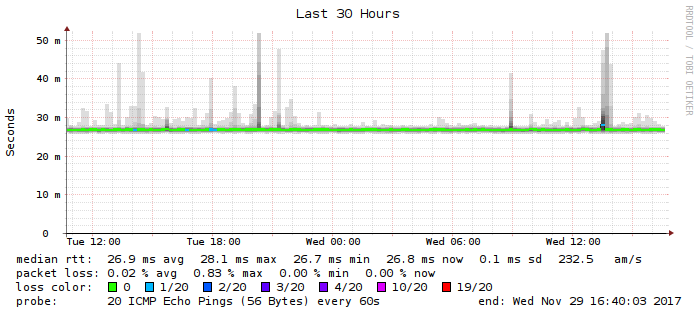 Last 30 Hours
RRDTOOL / TOBI OETIKER
Seconds
50 m
40 m
30 m
20 m
10 m
0
Tue 12:00 Tue 18:00 Wed 00:00 Wed 06:00 Wed 12:00
median rtt: 26.9 ms avg 28.1 ms max 26.7 ms min 26.8 ms now 0.1 ms sd 232.5 am/s
packet loss: 0.02 % avg 0.83 % max 0.00 % min 0.00 % now
loss color: 0 1/20 2/20 3/20 4/20 10/20 19/20
probe: 20 ICMP Echo Pings (56 Bytes) every 60s end: Wed Nov 29 16:40:03 2017